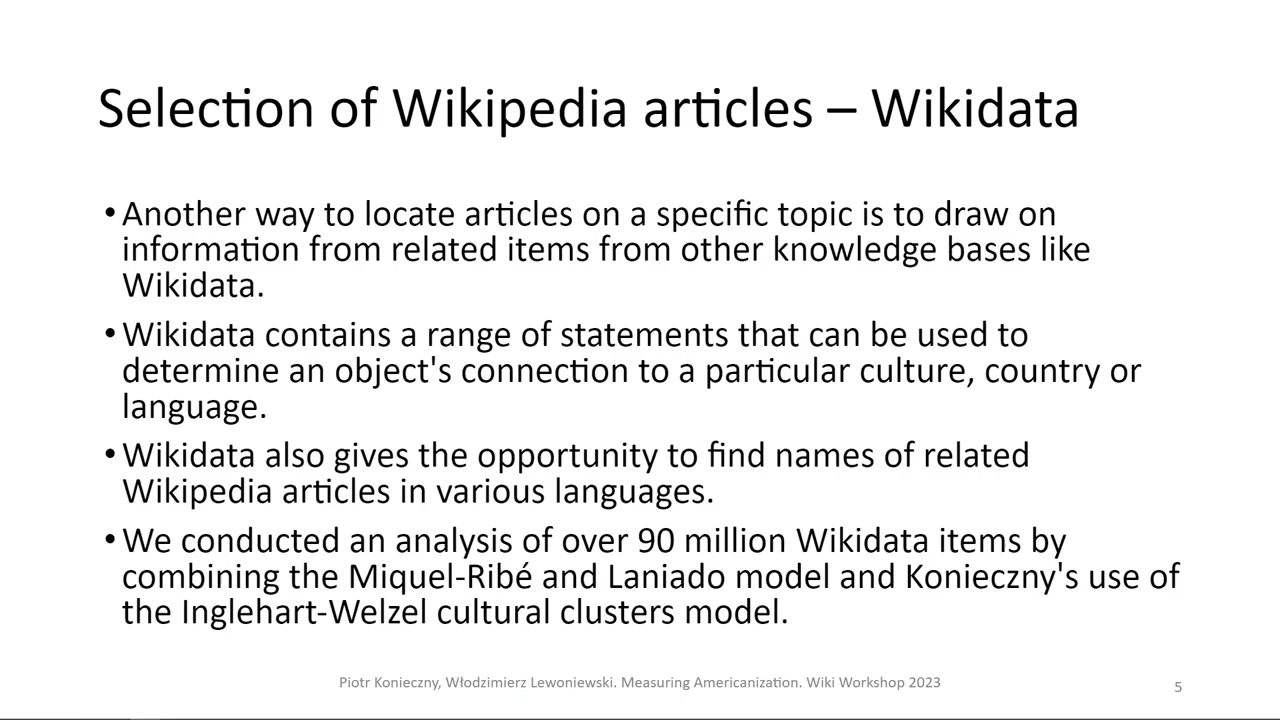 Selection of Wikipedia articles – Wikidata
•Another way to locate articles on a specific topic is to draw on
information from related items from other knowledge bases like
Wikidata.
•Wikidata contains a range of statements that can be used to
determine an object's connection to a particular culture, country or
language.
•Wikidata also gives the opportunity to find names of related
Wikipedia articles in various languages.
•We conducted an analysis of over 90 million Wikidata items by
combining the Miquel-Ribé and Laniado model and Konieczny's use of
the Inglehart-Welzel cultural clusters model.
Piotr Konieczny, Włodzimierz Lewoniewski. Measuring Americanization. Wiki Workshop 2023
5